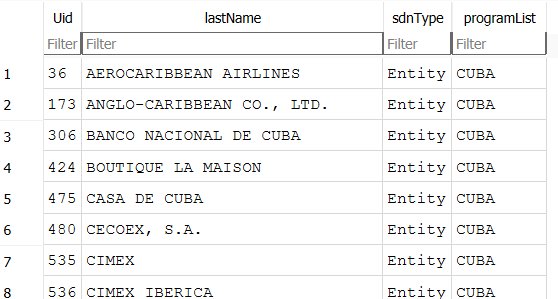 Uid lastName sdnType programList
Filter Filter Filter Filter
1 36 AEROCARIBBEAN AIRLINES Entity CUBA
2 173 ANGLO-CARIBBEAN CO., LTD. Entity CUBA
3 306 BANCO NACIONAL DE CUBA Entity CUBA
4 424 BOUTIQUE LA MAISON Entity CUBA
5 475 CASA DE CUBA Entity CUBA
6 480 CECOEX, S.A. Entity CUBA
7 535 CIMEX Entity CUBA
8 536 CIMEX IBERICA Entity CUBA